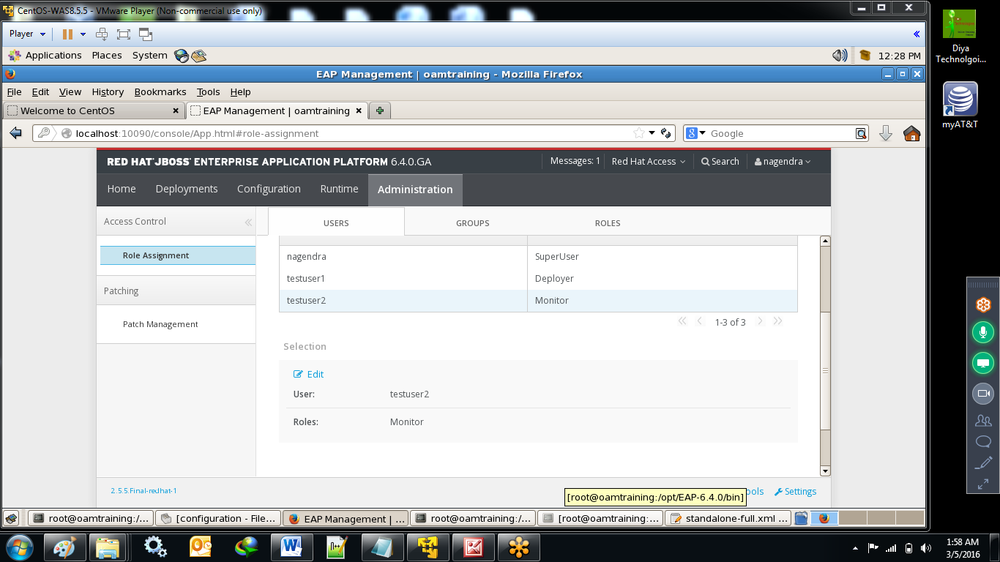 CentOS-WAS8.5.5 - VMware Player (Non-commercial use only)
Player
Applications Places System 12:28 PM
EAP Management | oamtraining - Mozilla Firefox
File Edit View History Bookmarks Tools Help
Welcome to CentOS
EAP Management | oamtraining
localhost:10090/console/App.html#role-assignment
Google
RED HAT JBOSS ENTERPRISE APPLICATION PLATFORM 6.4.0.GA
Messages: 1 Red Hat Access Search nagendra
Home Deployments Configuration Runtime Administration
Access Control
Role Assignment
Patching
Patch Management
USERS GROUPS ROLES
nagendra SuperUser
testuser1 Deployer
testuser2 Monitor
1-3 of 3
Selection
Edit
User: testuser2
Roles: Monitor
2.5.5.Final-redhat-1
ools Settings
[root@oamtraining:/opt/EAP-6.4.0/bin]
root@oamtraining:/...
[configuration - File...
EAP Management | ...
root@oamtraining:/...
[root@oamtraining:...
standalone-full.xml ...
Diya
Technolgoi...
myAT&T
1:58 AM
3/5/2016